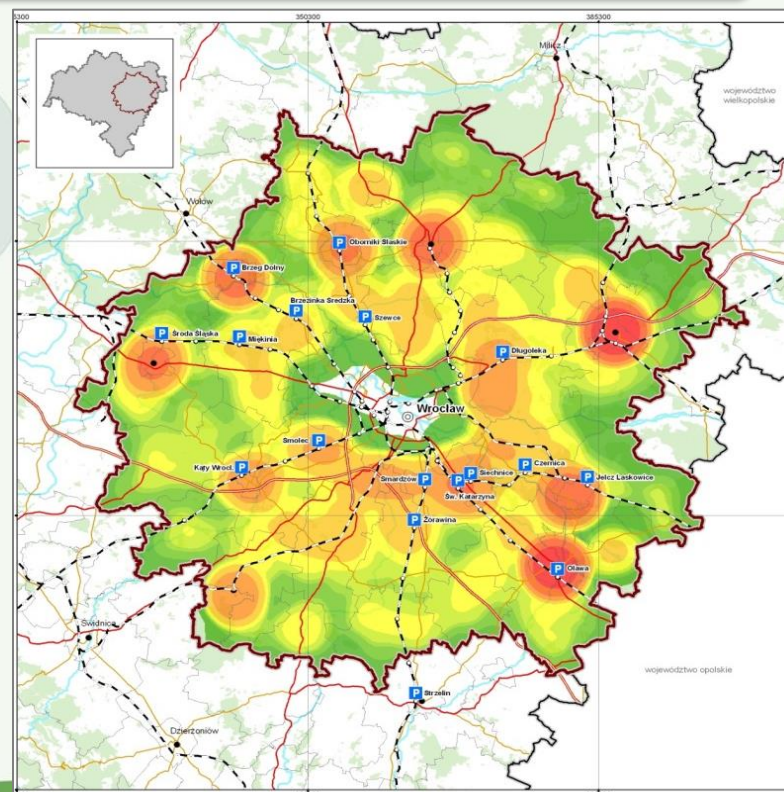 5300
350300
385300
Milicz
województwo
wielkopolskie
Wołów
P Oborniki Śląskie
P Brzeg Dolny
Brzezinka Średzka
P
P Szewce
P Środa Śląska
P Miękinia
P Długołęka
Wrocław
Smolec P
Kąty Wrocł. P
Siechnice
P
Czernica
P
Smardzów P
P
P Jelcz Laskowice
Św. Katarzyna
P Żórawina
P Oława
Świdnica
województwo opolskie
P Strzelin
Dzierżoniów